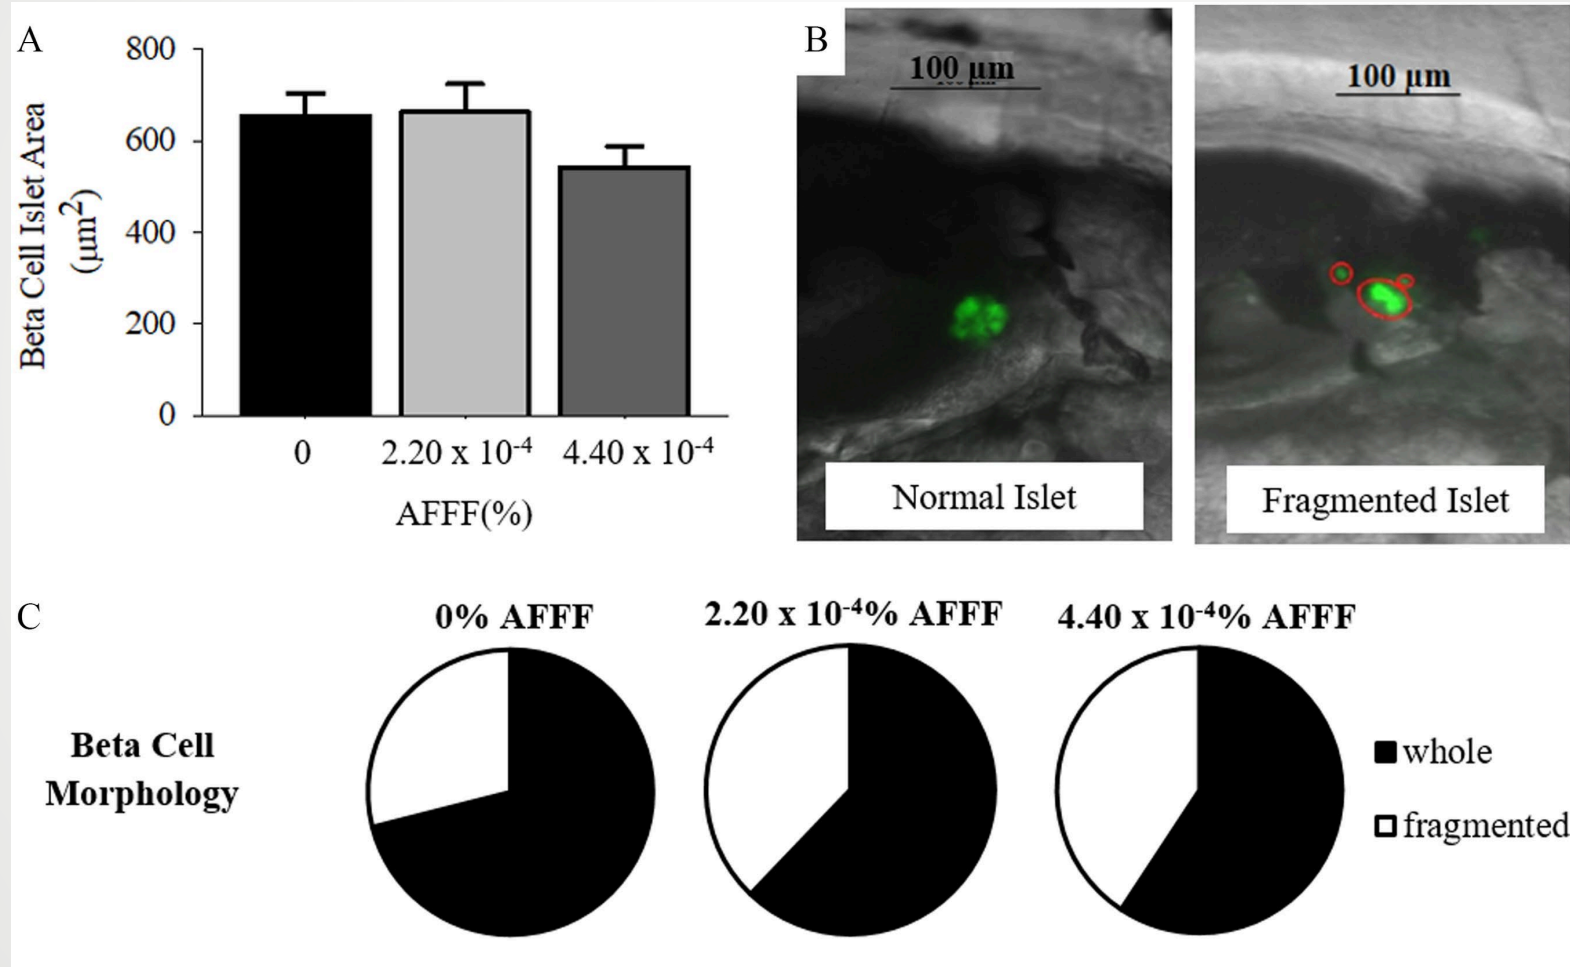 A
800
600
400
200
0
Beta Cell Islet Area
(µm²)
0
2.20 x 10⁻⁴
4.40 x 10⁻⁴
AFFF(%)
B
100 µm
Normal Islet
100 µm
Fragmented Islet
C
0% AFFF
2.20 x 10⁻⁴% AFFF
4.40 x 10⁻⁴% AFFF
Beta Cell
Morphology
whole
fragmented